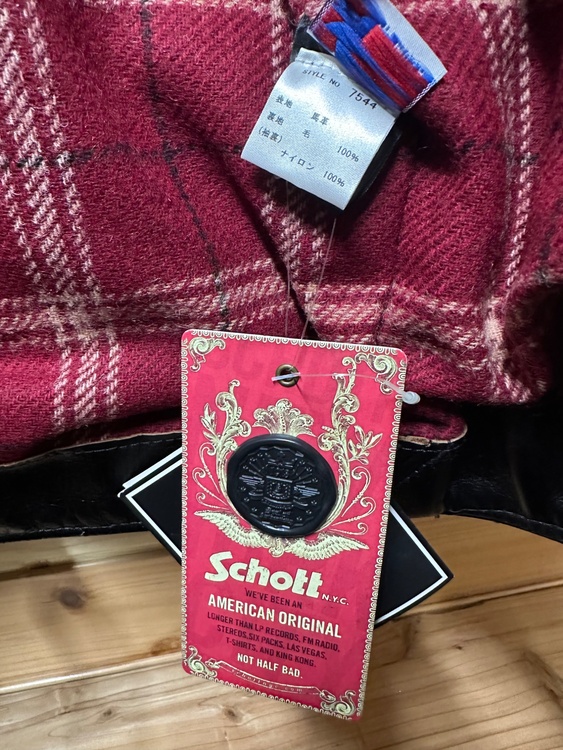 STYLE NO 7544
表地 馬革
裏地 毛 100%
(袖裏) ナイロン 100%
Schott N.Y.C.
WE'VE BEEN AN
AMERICAN ORIGINAL
LONGER THAN LP RECORDS, FM RADIO,
STEREOS, SIX PACKS, LAS VEGAS,
T-SHIRTS, AND KING KONG.
NOT HALF BAD.